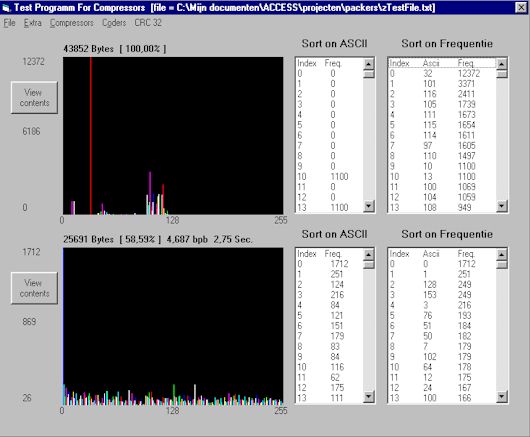 Test Programm For Compressors [file = C:\Mijn documenten\ACCESS\projecten\packers\zTestFile.txt]
File Extra Compressors Coders CRC 32
43852 Bytes [ 100,00% ]
12372
View contents
6186
0
0 128 255
Sort on ASCII
Index Freq.
0 0
1 0
2 0
3 0
4 0
5 0
6 0
7 0
8 0
9 0
10 1100
11 0
12 0
13 1100
Sort on Frequentie
Index Ascii Freq.
0 32 12372
1 101 3371
2 116 2411
3 105 1739
4 111 1673
5 115 1654
6 114 1611
7 97 1605
8 110 1497
9 10 1100
10 13 1100
11 100 1069
12 104 1059
13 108 949
25691 Bytes [ 58,59% ] 4,687 bpb 2,75 Sec.
1712
View contents
869
26
0 128 255
Sort on ASCII
Index Freq.
0 1712
1 251
2 124
3 216
4 84
5 121
6 151
7 179
8 83
9 84
10 116
11 62
12 175
13 111
Sort on Frequentie
Index Ascii Freq.
0 0 1712
1 1 251
2 128 249
3 153 249
4 3 216
5 76 193
6 51 184
7 50 182
8 7 179
9 102 179
10 64 178
11 12 175
12 24 167
13 100 166